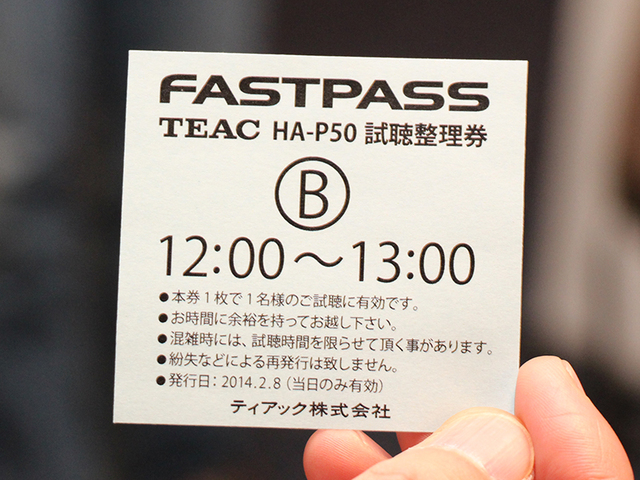 FASTPASS
TEAC HA-P50 試聴整理券
Ⓑ
12:00〜13:00
●本券1枚で1名様のご試聴に有効です。
●お時間に余裕を持ってお越し下さい。
●混雑時には、試聴時間を限らせて頂く事があります。
●紛失などによる再発行は致しません。
●発行日：2014.2.8（当日のみ有効）
ティアック株式会社